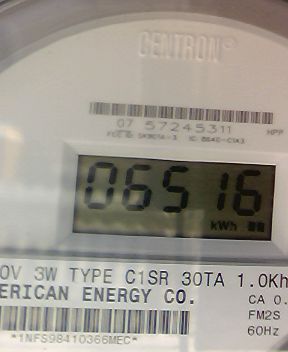 CENTRON®
07 57245311
HPP
06516
kWh
0V 3W TYPE C1SR 30TA 1.0Kh
ERICAN ENERGY CO.
CA 0.
FM2S
60Hz
*1NFS98410366MEC*